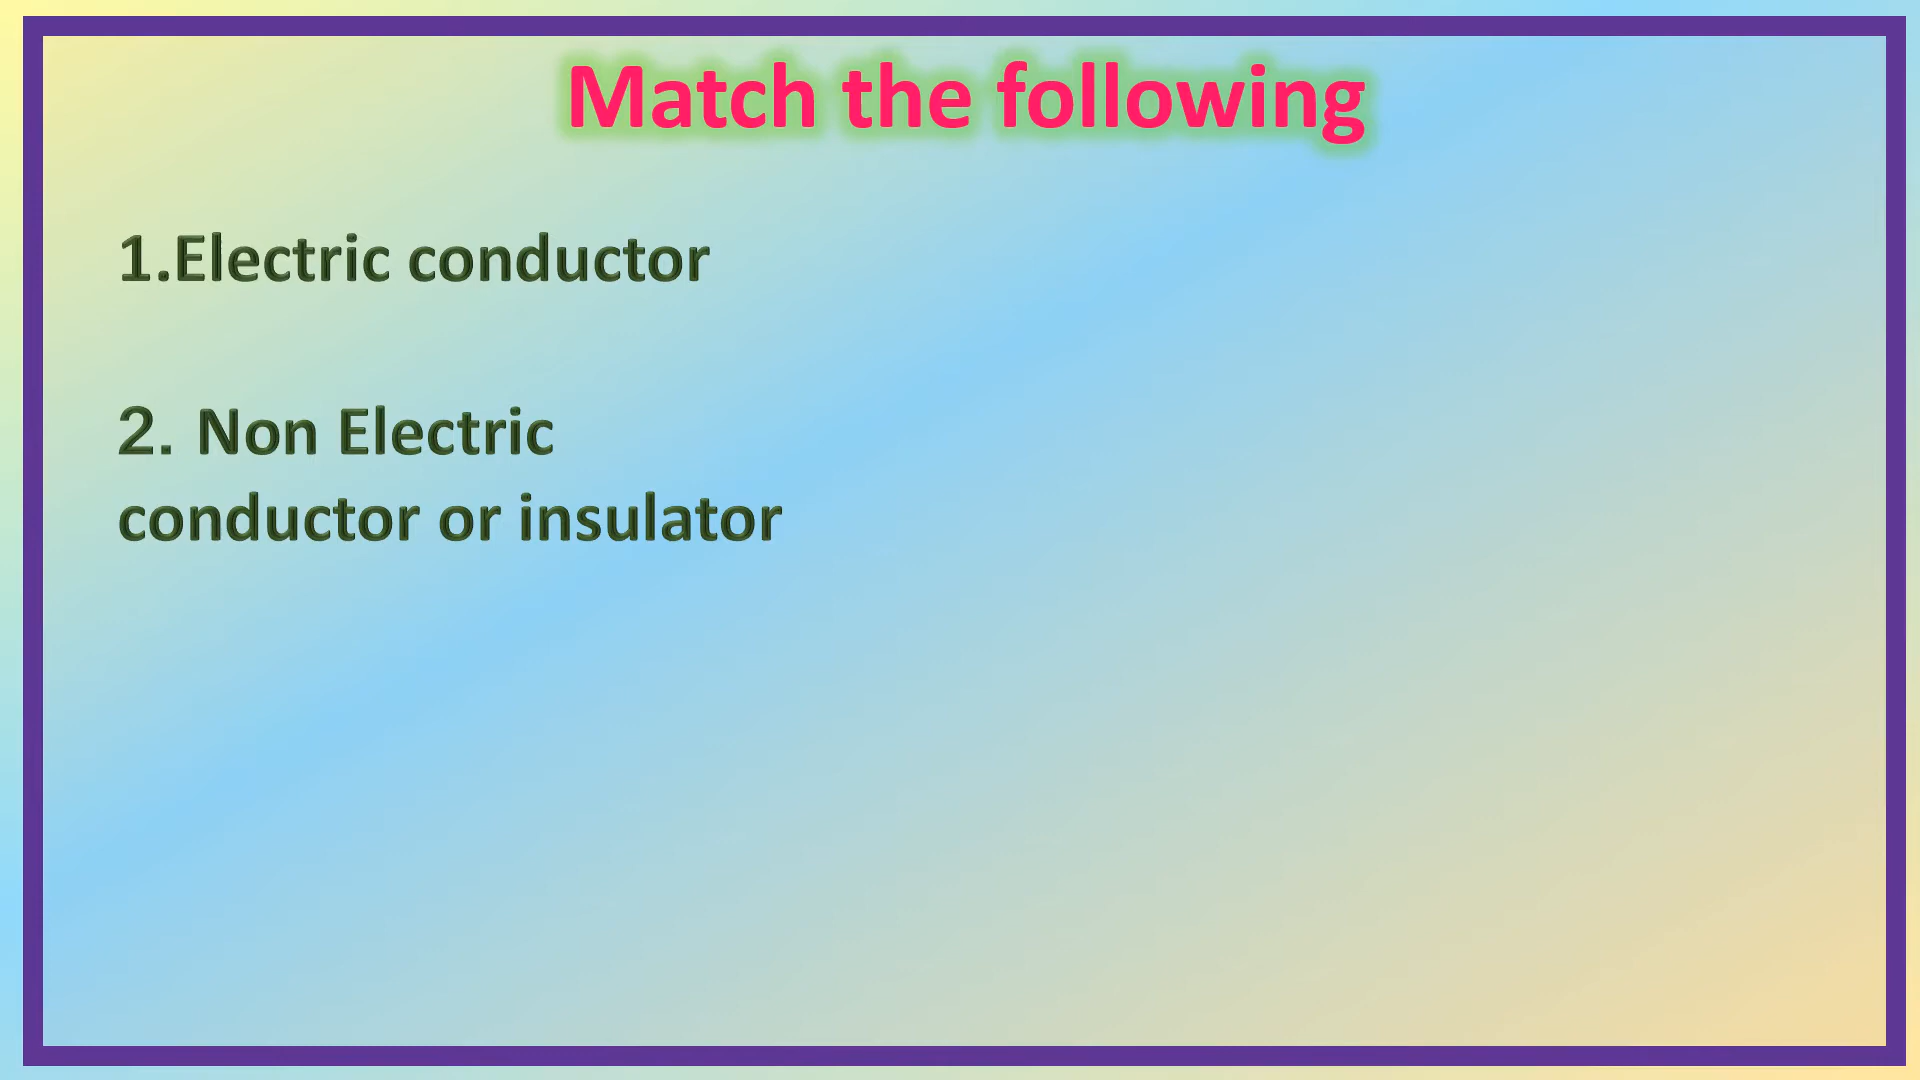 Match the following
1.Electric conductor
2. Non Electric
conductor or insulator